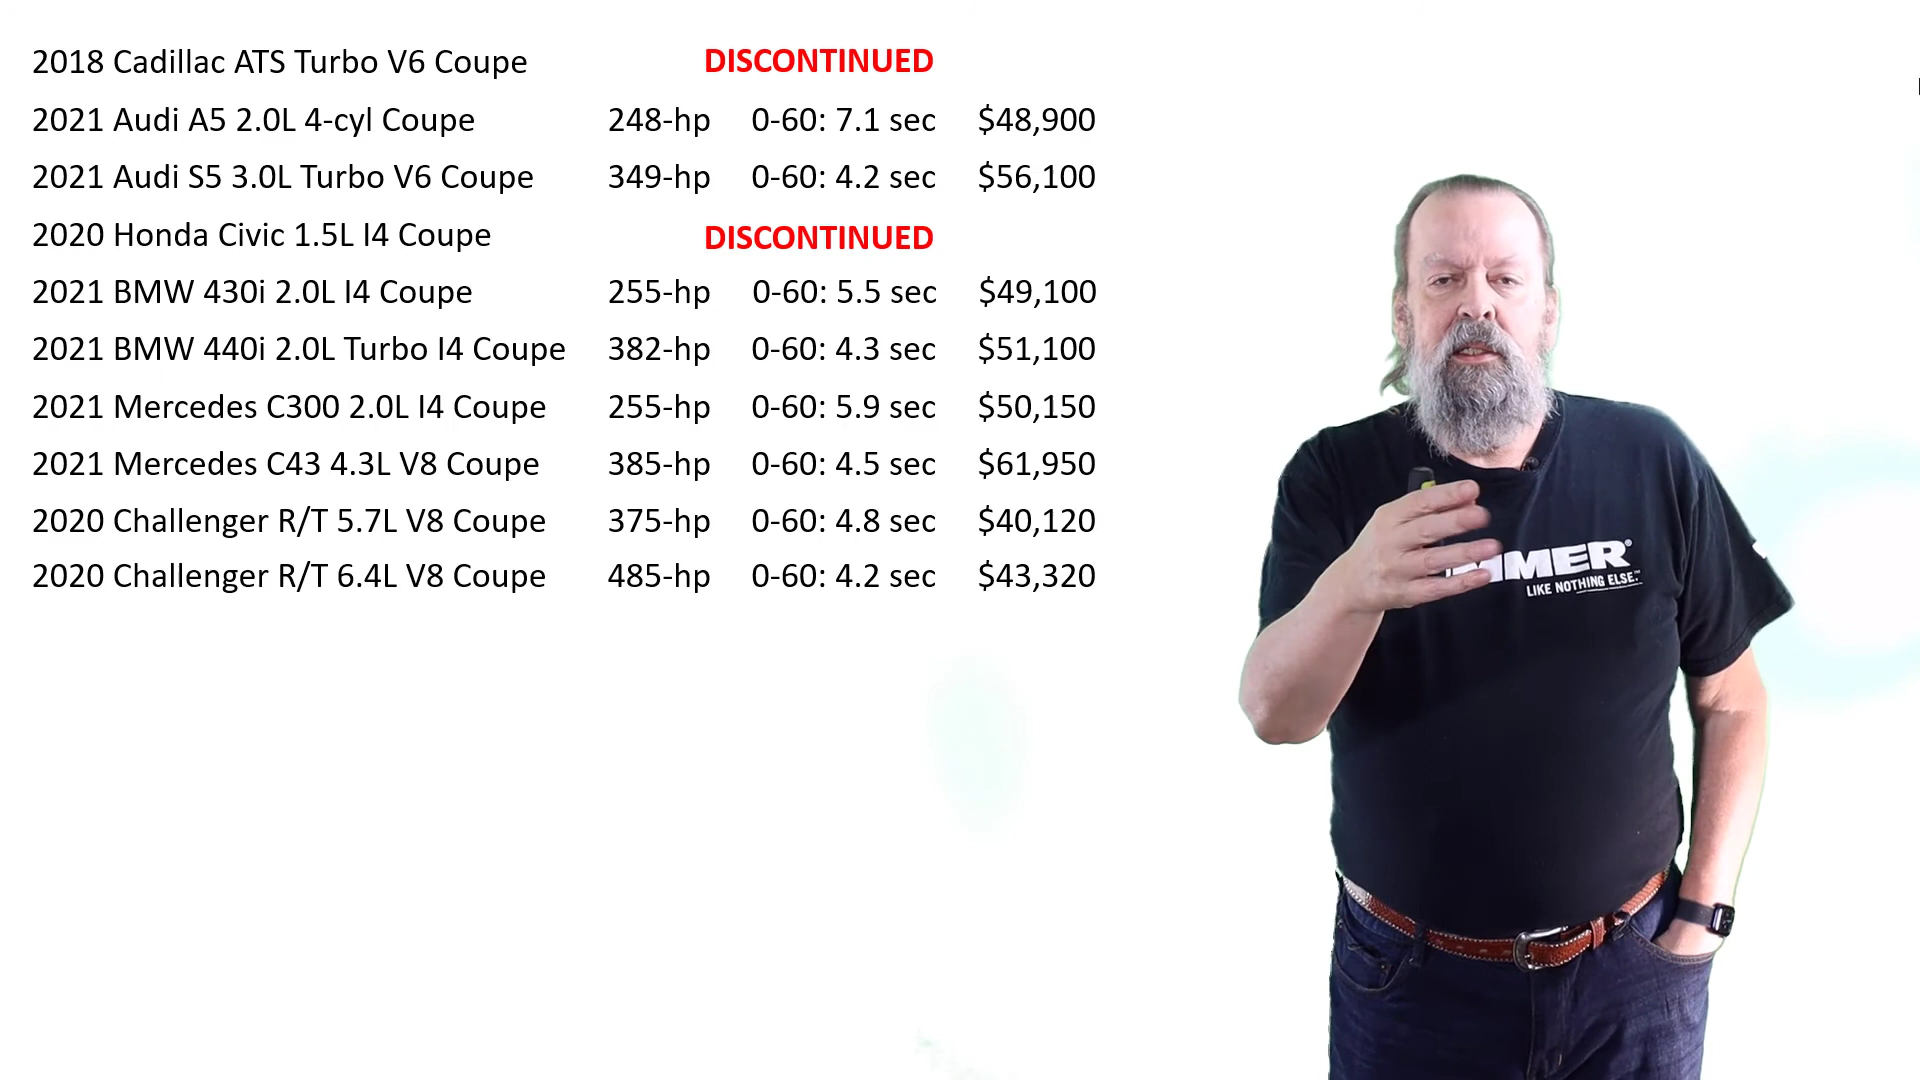 2018 Cadillac ATS Turbo V6 Coupe DISCONTINUED
2021 Audi A5 2.0L 4-cyl Coupe 248-hp 0-60: 7.1 sec $48,900
2021 Audi S5 3.0L Turbo V6 Coupe 349-hp 0-60: 4.2 sec $56,100
2020 Honda Civic 1.5L I4 Coupe DISCONTINUED
2021 BMW 430i 2.0L I4 Coupe 255-hp 0-60: 5.5 sec $49,100
2021 BMW 440i 2.0L Turbo I4 Coupe 382-hp 0-60: 4.3 sec $51,100
2021 Mercedes C300 2.0L I4 Coupe 255-hp 0-60: 5.9 sec $50,150
2021 Mercedes C43 4.3L V8 Coupe 385-hp 0-60: 4.5 sec $61,950
2020 Challenger R/T 5.7L V8 Coupe 375-hp 0-60: 4.8 sec $40,120
2020 Challenger R/T 6.4L V8 Coupe 485-hp 0-60: 4.2 sec $43,320
MMER®
LIKE NOTHING ELSE.™